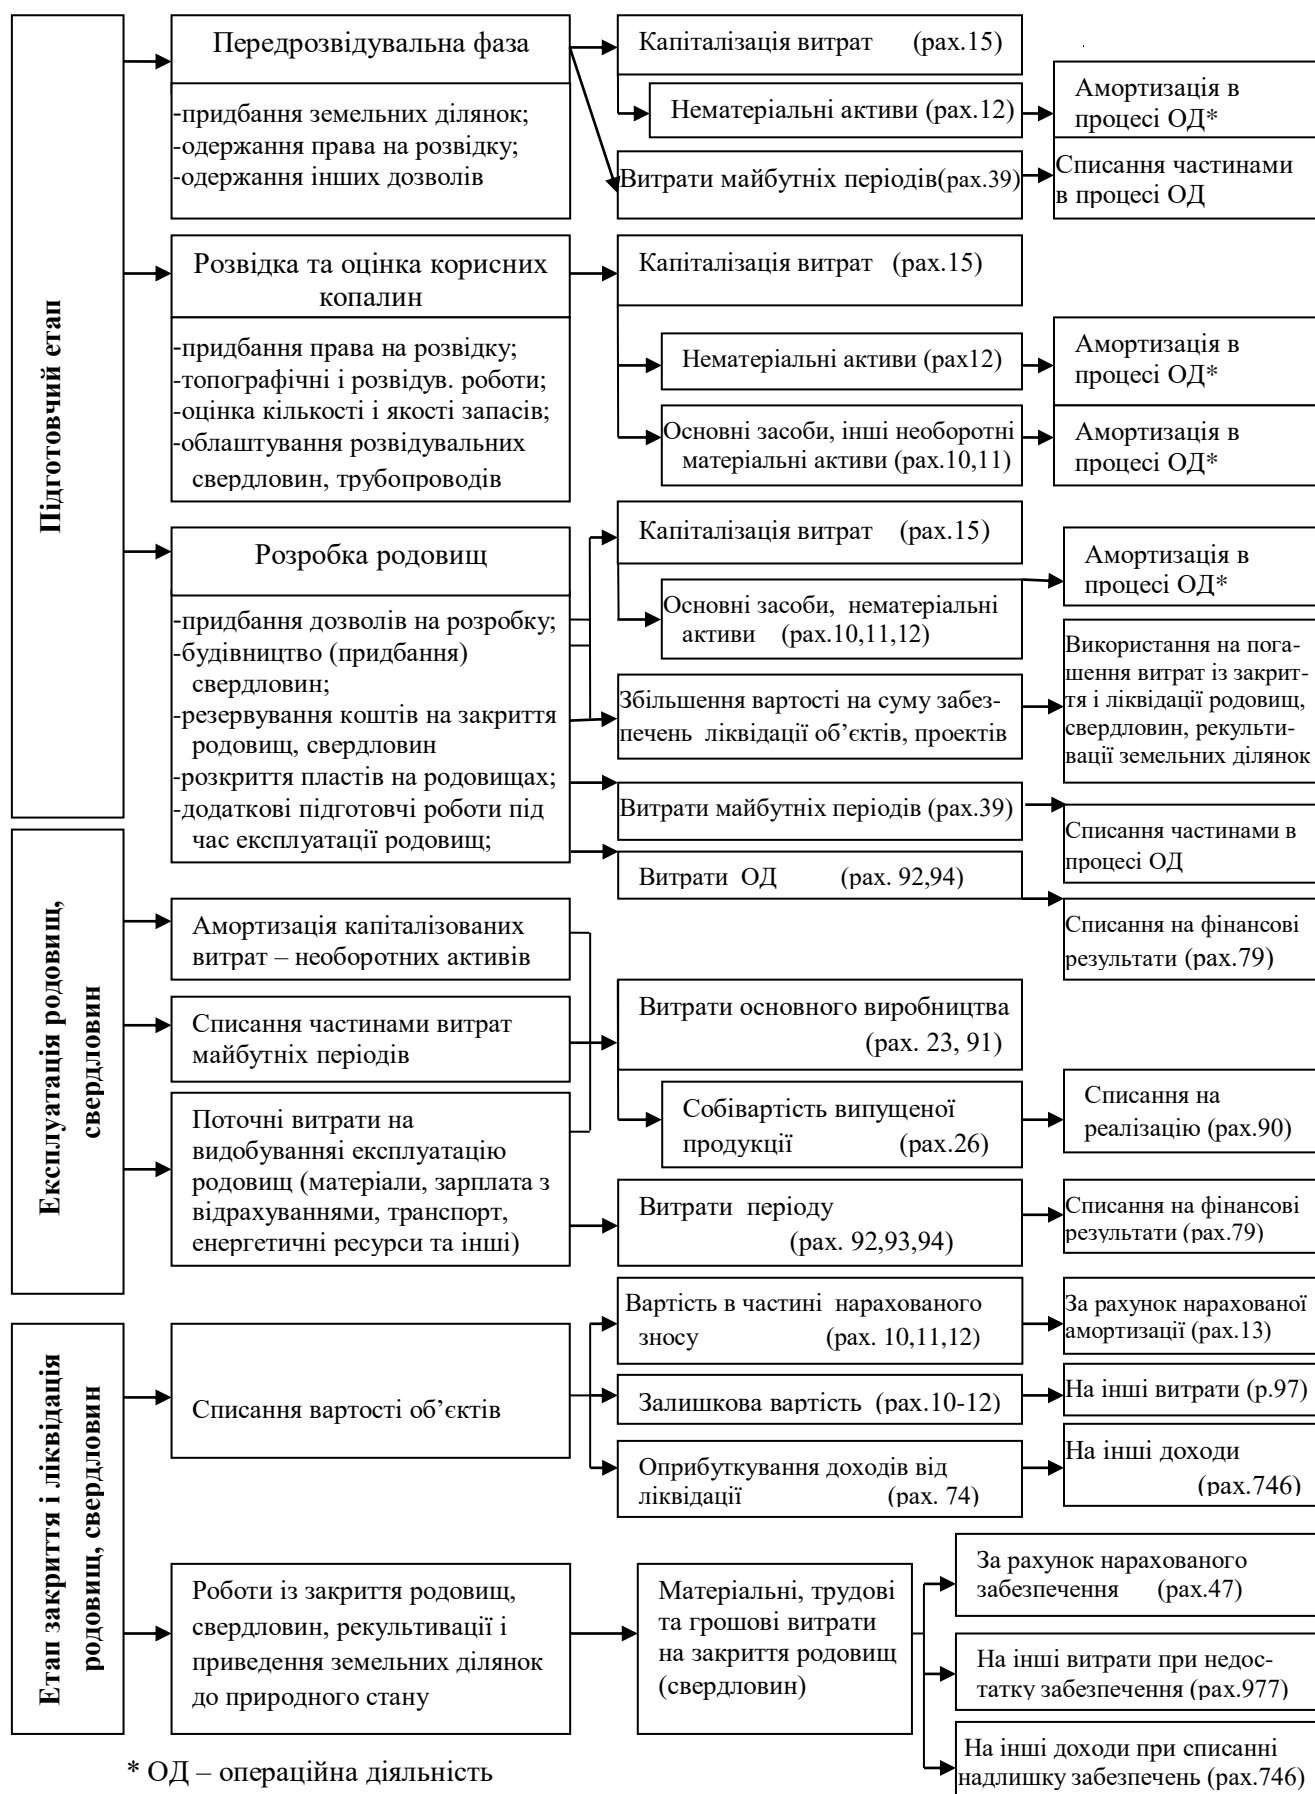 Підготовчий етап
Передрозвідувальна фаза
-придбання земельних ділянок;
-одержання права на розвідку;
-одержання інших дозволів
Капіталізація витрат (рах.15)
Нематеріальні активи (рах.12)
Амортизація в
процесі ОД*
Витрати майбутніх періодів(рах.39)
Списання частинами
в процесі ОД
Розвідка та оцінка корисних
копалин
-придбання права на розвідку;
-топографічні і розвідув. роботи;
-оцінка кількості і якості запасів;
-облаштування розвідувальних
свердловин, трубопроводів
Капіталізація витрат (рах.15)
Нематеріальні активи (рах12)
Амортизація в
процесі ОД*
Основні засоби, інші необоротні
матеріальні активи (рах.10,11)
Амортизація в
процесі ОД*
Розробка родовищ
-придбання дозволів на розробку;
-будівництво (придбання)
свердловин;
-резервування коштів на закриття
родовищ, свердловин
-розкриття пластів на родовищах;
-додаткові підготовчі роботи під
час експлуатації родовищ;
Капіталізація витрат (рах.15)
Основні засоби, нематеріальні
активи (рах.10,11,12)
Амортизація в
процесі ОД*
Збільшення вартості на суму забез-
печень ліквідації об’єктів, проектів
Використання на пога-
шення витрат із закрит-
тя і ліквідації родовищ,
свердловин, рекульти-
вації земельних ділянок
Витрати майбутніх періодів (рах.39)
Списання частинами в
процесі ОД
Витрати ОД (рах. 92,94)
Списання на фінансові
результати (рах.79)
Експлуатація родовищ,
свердловин
Амортизація капіталізованих
витрат – необоротних активів
Списання частинами витрат
майбутніх періодів
Поточні витрати на
видобуванняі експлуатацію
родовищ (матеріали, зарплата з
відрахуваннями, транспорт,
енергетичні ресурси та інші)
Витрати основного виробництва
(рах. 23, 91)
Собівартість випущеної
продукції (рах.26)
Списання на
реалізацію (рах.90)
Витрати періоду
(рах. 92,93,94)
Списання на фінансові
результати (рах.79)
Етап закриття і ліквідація
родовищ, свердловин
Списання вартості об’єктів
Вартість в частині нарахованого
зносу (рах. 10,11,12)
За рахунок нарахованої
амортизації (рах.13)
Залишкова вартість (рах.10-12)
На інші витрати (р.97)
Оприбуткування доходів від
ліквідації (рах. 74)
На інші доходи
(рах.746)
Роботи із закриття родовищ,
свердловин, рекультивації і
приведення земельних ділянок
до природного стану
Матеріальні, трудові
та грошові витрати
на закриття родовищ
(свердловин)
За рахунок нарахованого
забезпечення (рах.47)
На інші витрати при недос-
татку забезпечення (рах.977)
На інші доходи при списанні
надлишку забезпечень (рах.746)
* ОД – операційна діяльність